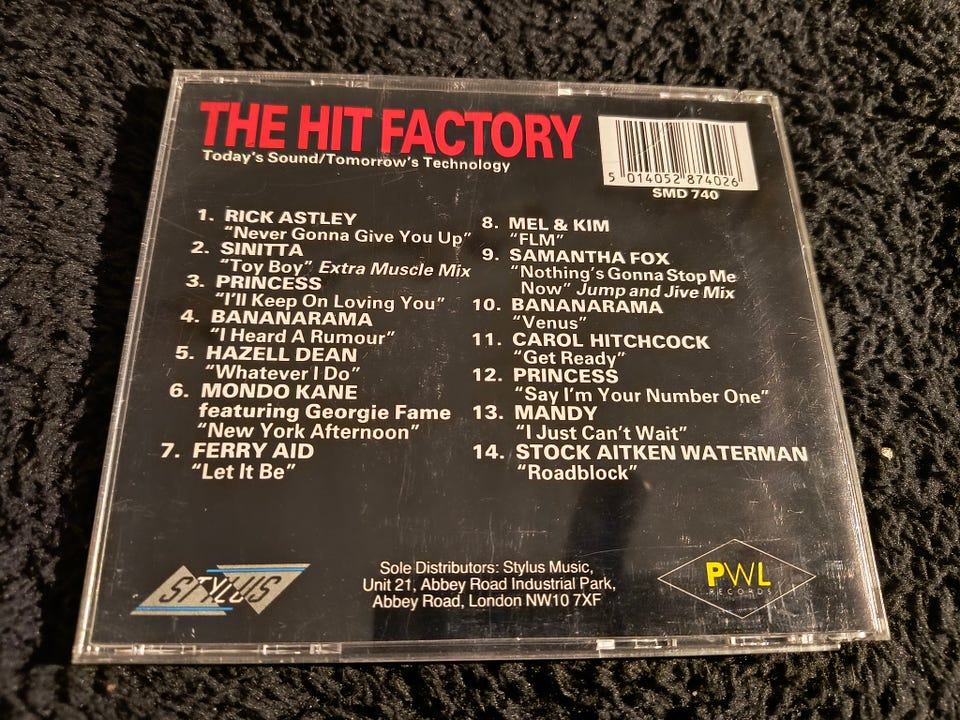 THE HIT FACTORY
Today's Sound/Tomorrow's Technology
5 014052 874026
SMD 740
1. RICK ASTLEY
"Never Gonna Give You Up"
2. SINITTA
"Toy Boy" Extra Muscle Mix
3. PRINCESS
"I'll Keep On Loving You"
4. BANANARAMA
"I Heard A Rumour"
5. HAZELL DEAN
"Whatever I Do"
6. MONDO KANE
featuring Georgie Fame
"New York Afternoon"
7. FERRY AID
"Let It Be"
8. MEL & KIM
"FLM"
9. SAMANTHA FOX
"Nothing's Gonna Stop Me
Now" Jump and Jive Mix
10. BANANARAMA
"Venus"
11. CAROL HITCHCOCK
"Get Ready"
12. PRINCESS
"Say I'm Your Number One"
13. MANDY
"I Just Can't Wait"
14. STOCK AITKEN WATERMAN
"Roadblock"
STYLUS
Sole Distributors: Stylus Music,
Unit 21, Abbey Road Industrial Park,
Abbey Road, London NW10 7XF
PWL
RECORDS